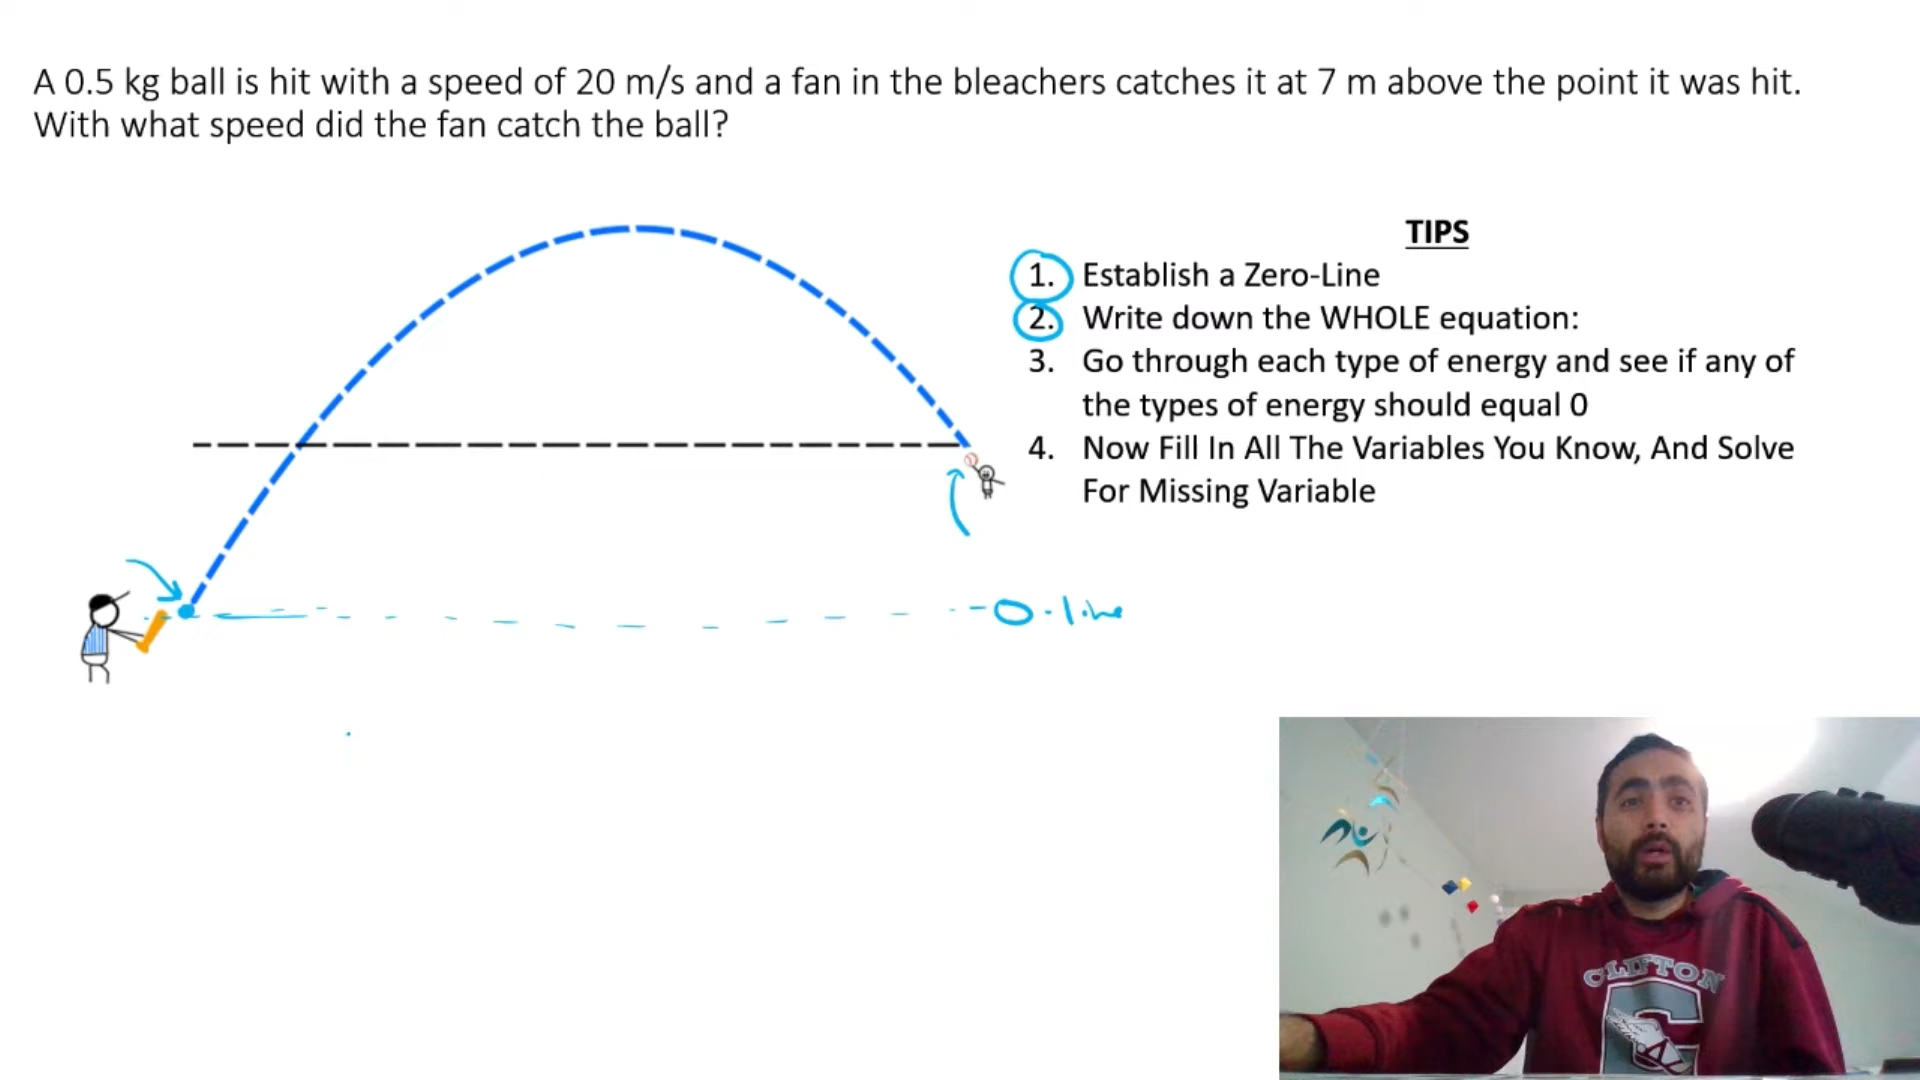 A 0.5 kg ball is hit with a speed of 20 m/s and a fan in the bleachers catches it at 7 m above the point it was hit.
With what speed did the fan catch the ball?
TIPS
1. Establish a Zero-Line
2. Write down the WHOLE equation:
3. Go through each type of energy and see if any of
the types of energy should equal 0
4. Now Fill In All The Variables You Know, And Solve
For Missing Variable
0-line
CLIFTON
C